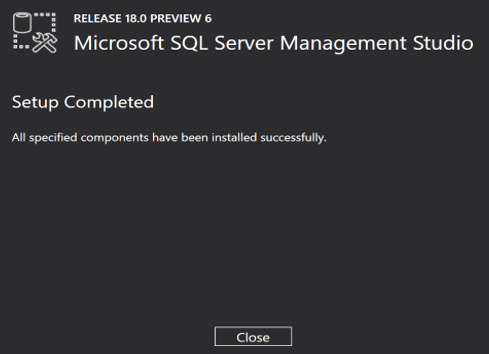 RELEASE 18.0 PREVIEW 6
Microsoft SQL Server Management Studio
Setup Completed
All specified components have been installed successfully.
Close